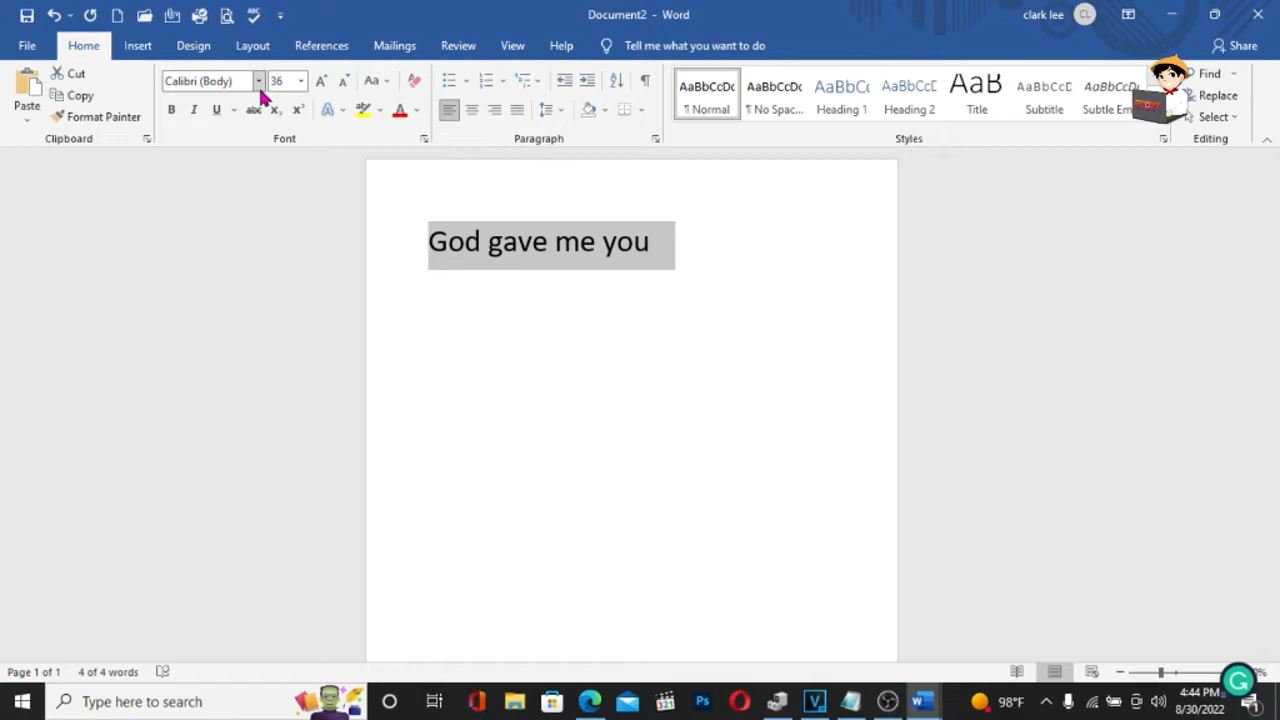 Document2 - Word
clark lee
File Home Insert Design Layout References Mailings Review View Help Tell me what you want to do Share
Paste
Cut
Copy
Format Painter
Clipboard
Calibri (Body) 36
Font
Paragraph
AaBbCcDc AaBbCcDc AaBbCc AaBbCcD AaB AaBbCcD AaBbCcDc
¶ Normal ¶ No Spac... Heading 1 Heading 2 Title Subtitle Subtle Em
Styles
Find
Replace
Select
Editing
God gave me you
Page 1 of 1 4 of 4 words
Type here to search
98°F
4:44 PM
8/30/2022